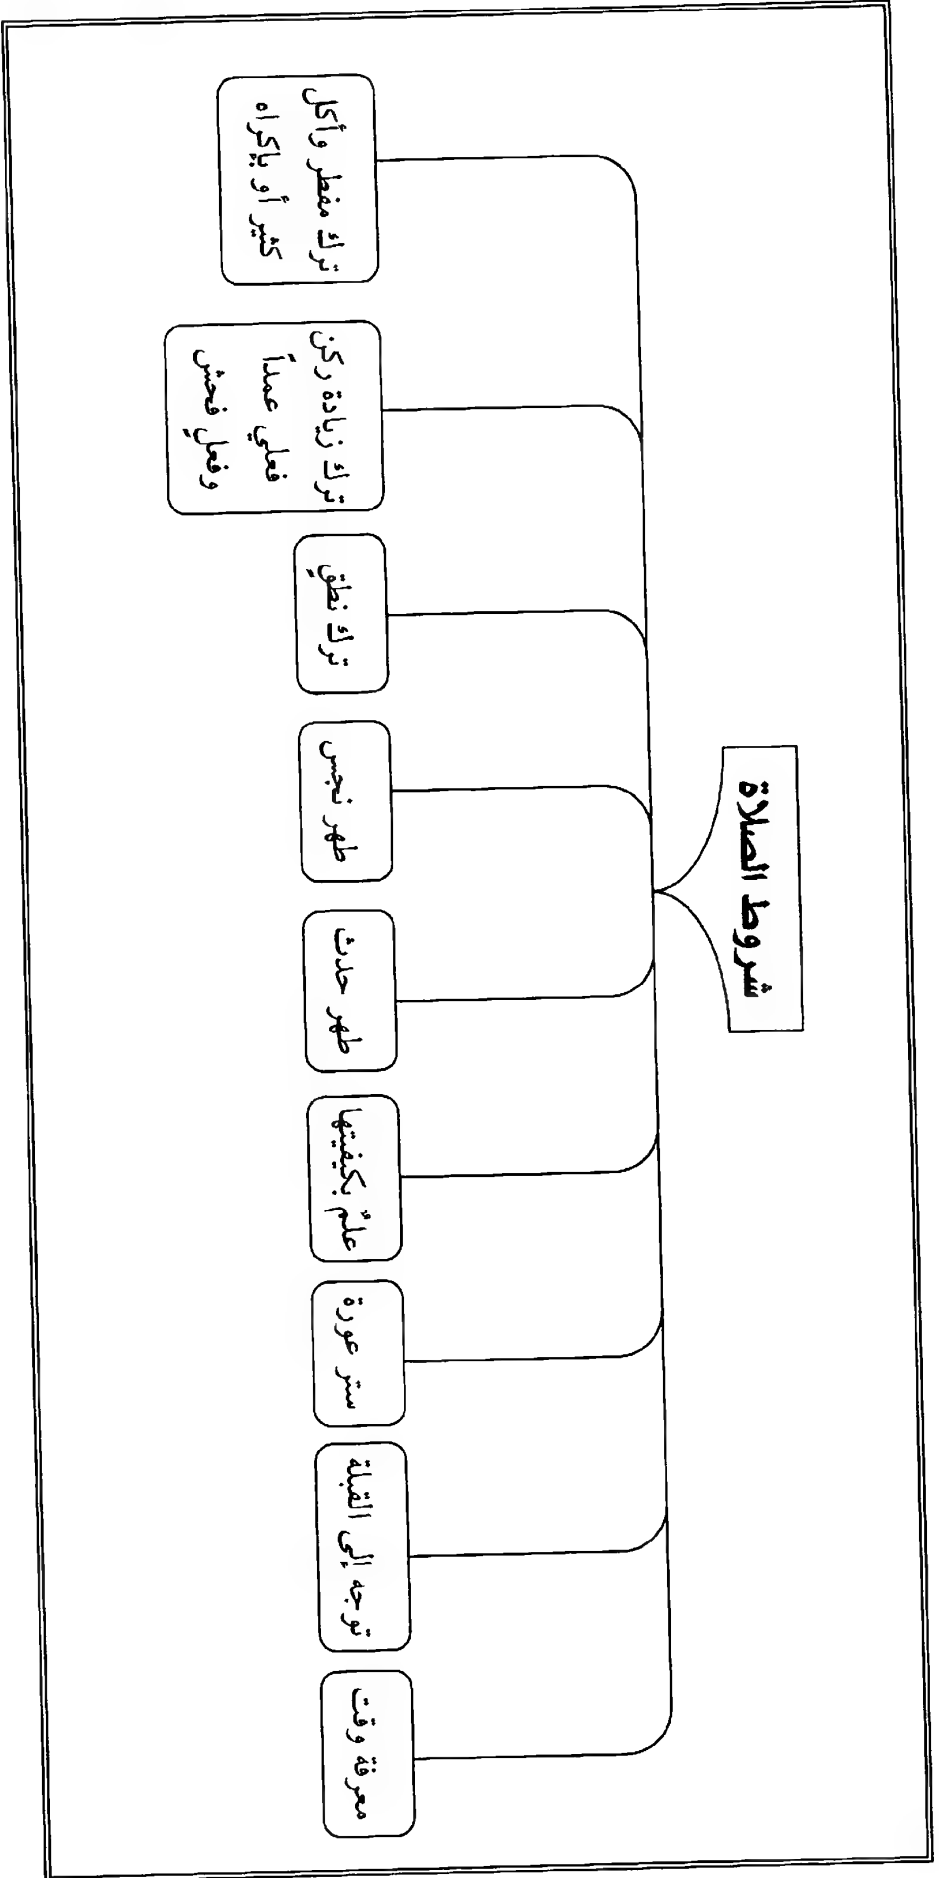 شروط الصلاة
معرفة وقت
توجه إلى القبلة
ستر عورة
علمٌ بكيفيتها
طهر حدث
طهر نجس
ترك نطقٍ
ترك زيادة ركن
فعلي عمداً
وفعلٍ فحش
ترك مفطر وأكل
كثير أو بإكراه